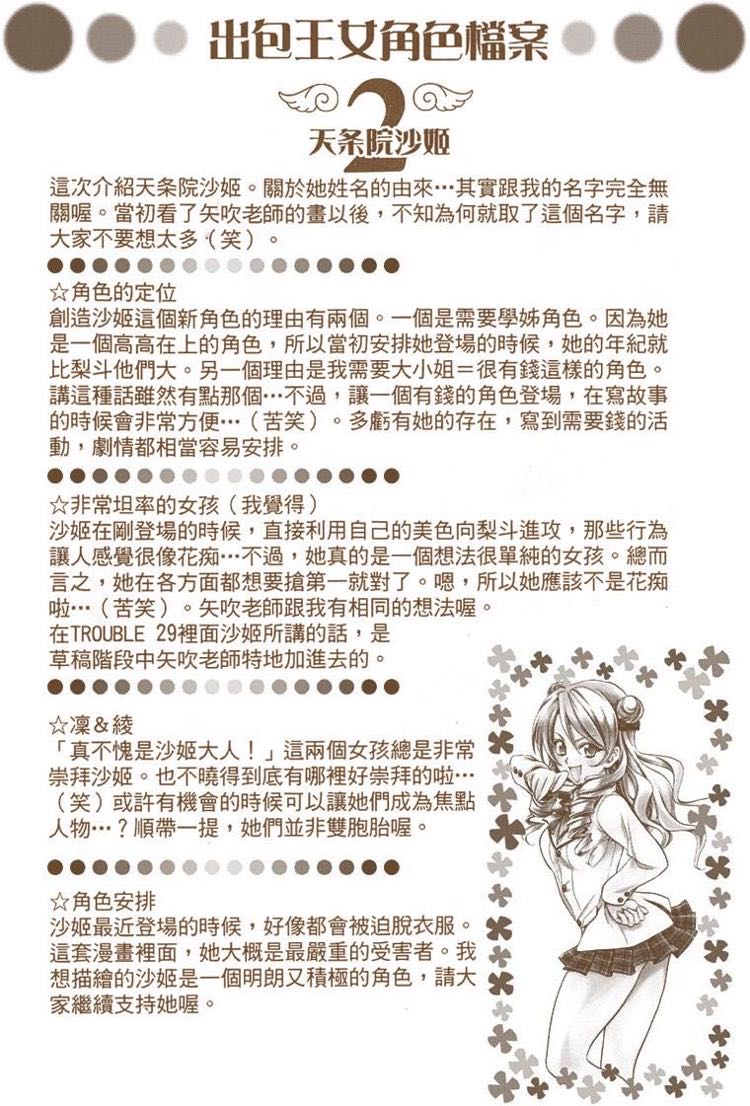 出包王女角色檔案
2
天条院沙姬
這次介紹天条院沙姬。關於她姓名的由來…其實跟我的名字完全無
關喔。當初看了矢吹老師的畫以後，不知為何就取了這個名字，請
大家不要想太多（笑）。
☆角色的定位
創造沙姬這個新角色的理由有兩個。一個是需要學姊角色。因為她
是一個高高在上的角色，所以當初安排她登場的時候，她的年紀就
比梨斗他們大。另一個理由是我需要大小姐＝很有錢這樣的角色。
講這種話雖然有點那個…不過，讓一個有錢的角色登場，在寫故事
的時候會非常方便…（苦笑）。多虧有她的存在，寫到需要錢的活
動，劇情都相當容易安排。
☆非常坦率的女孩（我覺得）
沙姬在剛登場的時候，直接利用自己的美色向梨斗進攻，那些行為
讓人感覺很像花痴…不過，她真的是一個想法很單純的女孩。總而
言之，她在各方面都想要搶第一就對了。嗯，所以她應該不是花痴
啦…（苦笑）。矢吹老師跟我有相同的想法喔。
在TROUBLE 29裡面沙姬所講的話，是
草稿階段中矢吹老師特地加進去的。
☆凜＆綾
「真不愧是沙姬大人！」這兩個女孩總是非常
崇拜沙姬。也不曉得到底有哪裡好崇拜的啦…
（笑）或許有機會的時候可以讓她們成為焦點
人物…？順帶一提，她們並非雙胞胎喔。
☆角色安排
沙姬最近登場的時候，好像都會被迫脫衣服。
這套漫畫裡面，她大概是最嚴重的受害者。我
想描繪的沙姬是一個明朗又積極的角色，請大
家繼續支持她喔。